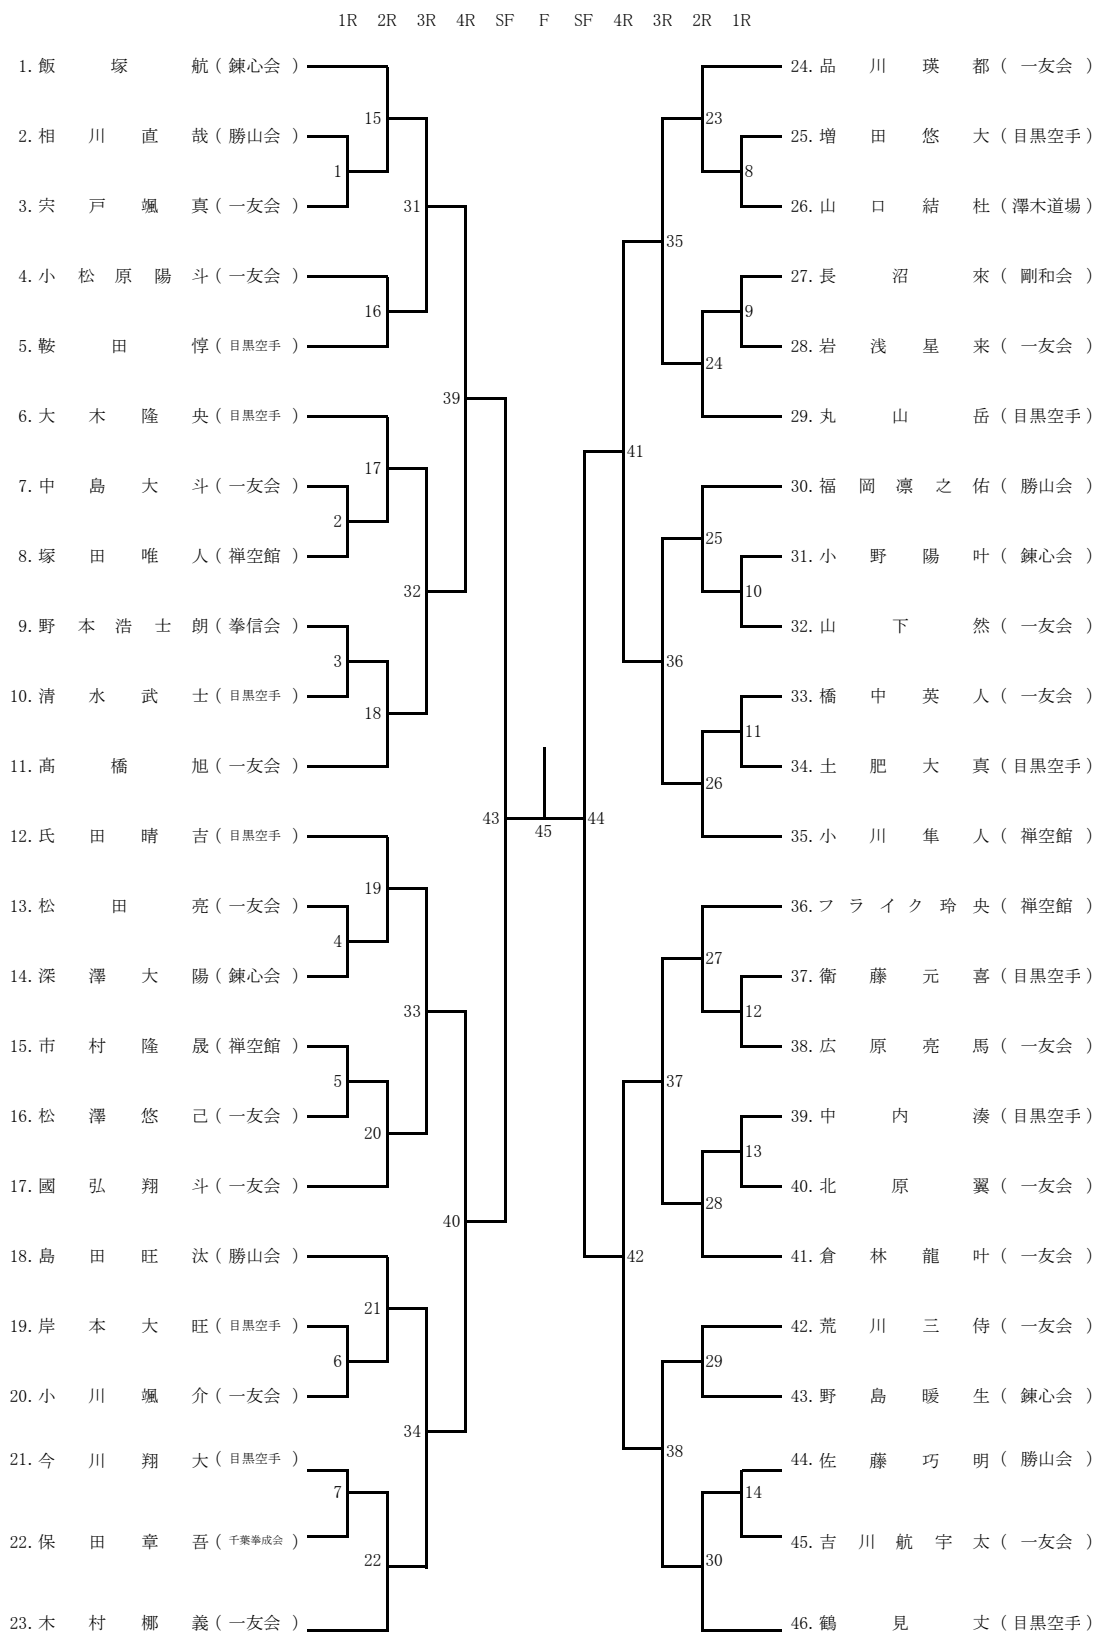 1R 2R 3R 4R SF F SF 4R 3R 2R 1R
1. 飯塚航 ( 錬心会 )
15
2. 相川直哉 ( 勝山会 )
1
3. 宍戸颯真 ( 一友会 )
31
4. 小松原陽斗 ( 一友会 )
16
5. 鞍田惇 ( 目黒空手 )
39
6. 大木隆央 ( 目黒空手 )
17
7. 中島大斗 ( 一友会 )
2
8. 塚田唯人 ( 禅空館 )
32
9. 野本浩士朗 ( 拳信会 )
3
10. 清水武士 ( 目黒空手 )
18
11. 髙橋旭 ( 一友会 )
43
12. 氏田晴吉 ( 目黒空手 )
19
13. 松田亮 ( 一友会 )
4
14. 深澤大陽 ( 錬心会 )
33
15. 市村隆晟 ( 禅空館 )
5
16. 松澤悠己 ( 一友会 )
20
17. 國弘翔斗 ( 一友会 )
40
18. 島田旺汰 ( 勝山会 )
21
19. 岸本大旺 ( 目黒空手 )
6
20. 小川颯介 ( 一友会 )
34
21. 今川翔大 ( 目黒空手 )
7
22. 保田章吾 ( 千葉拳成会 )
22
23. 木村梛義 ( 一友会 )
45
24. 品川瑛都 ( 一友会 )
23
25. 増田悠大 ( 目黒空手 )
8
26. 山口結杜 ( 澤木道場 )
35
27. 長沼來 ( 剛和会 )
9
28. 岩浅星来 ( 一友会 )
24
29. 丸山岳 ( 目黒空手 )
41
30. 福岡凛之佑 ( 勝山会 )
25
31. 小野陽叶 ( 錬心会 )
10
32. 山下然 ( 一友会 )
36
33. 橋中英人 ( 一友会 )
11
34. 土肥大真 ( 目黒空手 )
26
44
35. 小川隼人 ( 禅空館 )
36. フライク玲央 ( 禅空館 )
27
37. 衛藤元喜 ( 目黒空手 )
12
38. 広原亮馬 ( 一友会 )
37
39. 中内湊 ( 目黒空手 )
13
40. 北原翼 ( 一友会 )
28
41. 倉林龍叶 ( 一友会 )
42
42. 荒川三侍 ( 一友会 )
29
43. 野島暖生 ( 錬心会 )
38
44. 佐藤巧明 ( 勝山会 )
14
45. 吉川航宇太 ( 一友会 )
30
46. 鶴見丈 ( 目黒空手 )